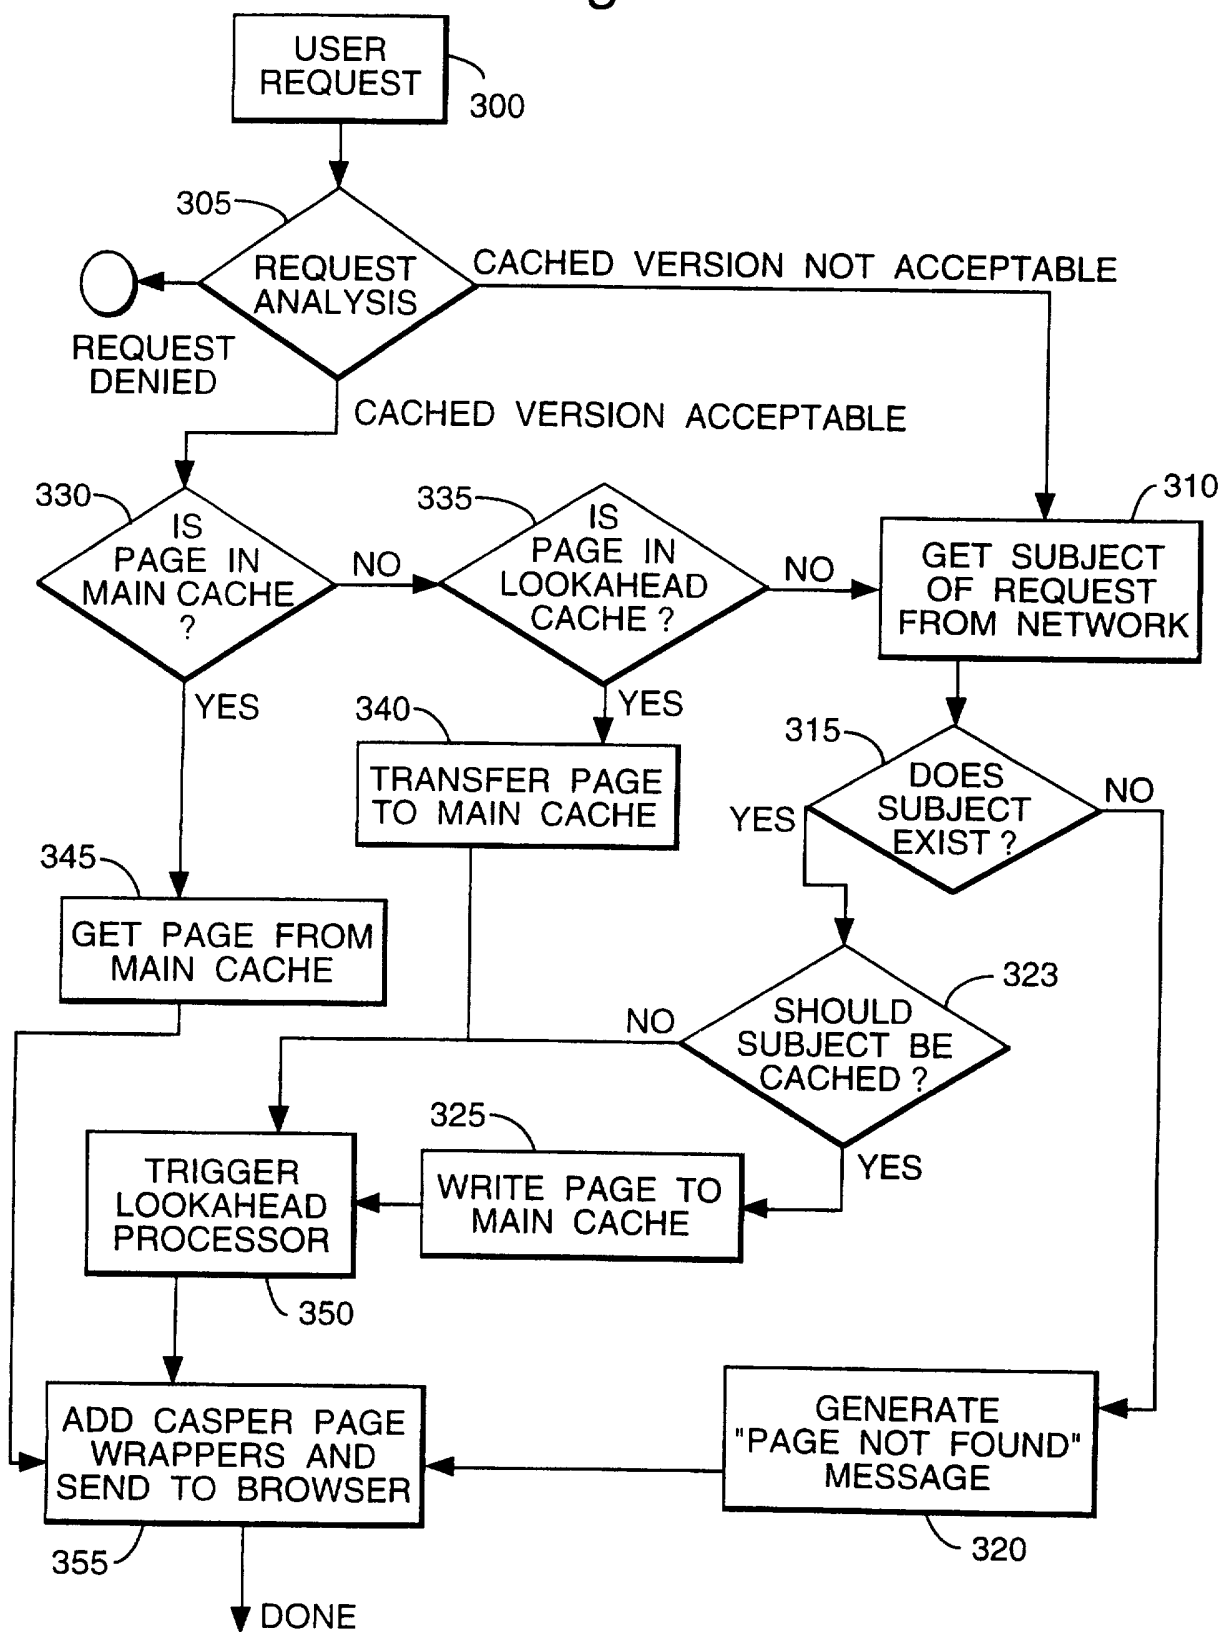 g
USER
REQUEST
300
305
REQUEST
ANALYSIS
CACHED VERSION NOT ACCEPTABLE
REQUEST
DENIED
CACHED VERSION ACCEPTABLE
330
IS
PAGE IN
MAIN CACHE
?
NO
335
IS
PAGE IN
LOOKAHEAD
CACHE ?
NO
310
GET SUBJECT
OF REQUEST
FROM NETWORK
YES
340
YES
TRANSFER PAGE
TO MAIN CACHE
315
DOES
SUBJECT
EXIST ?
YES
NO
345
GET PAGE FROM
MAIN CACHE
323
SHOULD
SUBJECT BE
CACHED ?
NO
YES
325
WRITE PAGE TO
MAIN CACHE
TRIGGER
LOOKAHEAD
PROCESSOR
350
ADD CASPER PAGE
WRAPPERS AND
SEND TO BROWSER
355
GENERATE
"PAGE NOT FOUND"
MESSAGE
320
DONE